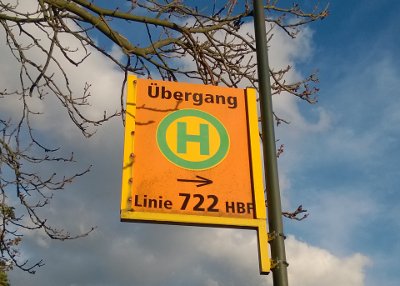 Übergang
H
→
Linie 722 HBF